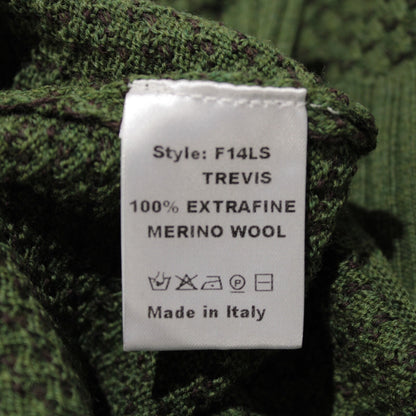 Style: F14LS
TREVIS
100% EXTRAFINE
MERINO WOOL
P
Made in Italy